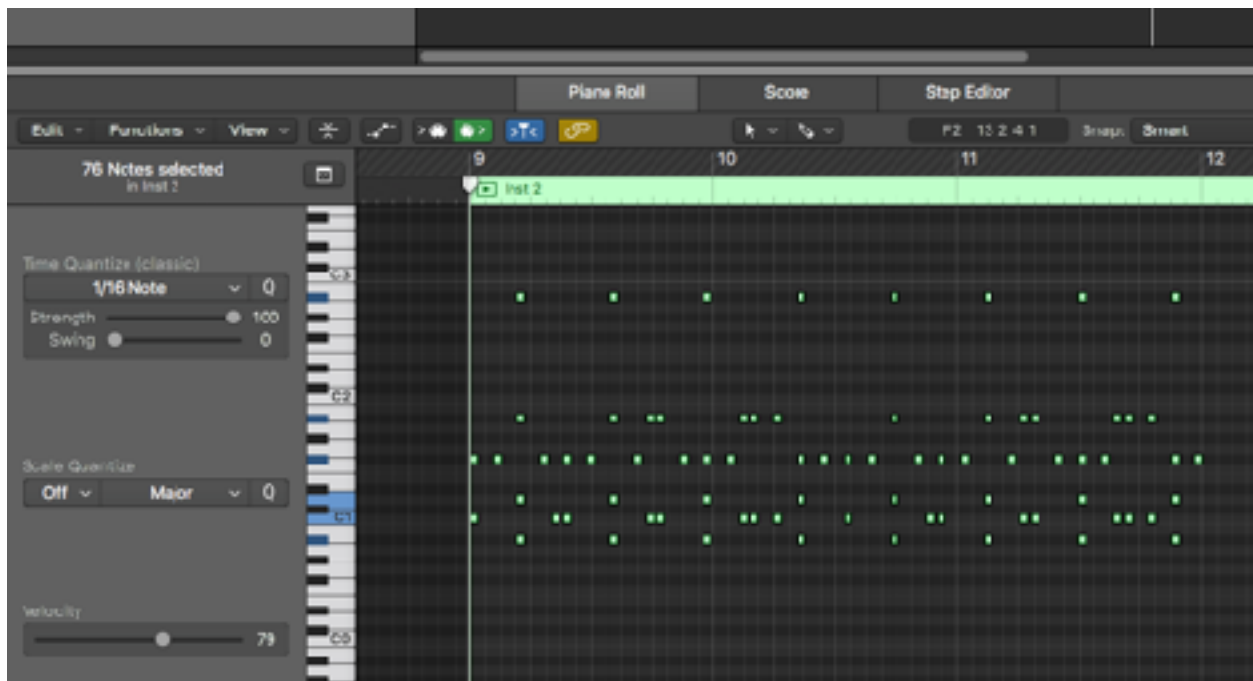 Piano Roll Score Step Editor
Edit Functions View F2 13 2 4 1 Snap: Smart
76 Notes selected
in Inst 2
9 10 11 12
Inst 2
Time Quantize (classic)
1/16 Note Q
Strength 100
Swing 0
C3
C2
Scale Quantize
Off Major Q
C1
Velocity 79
C0